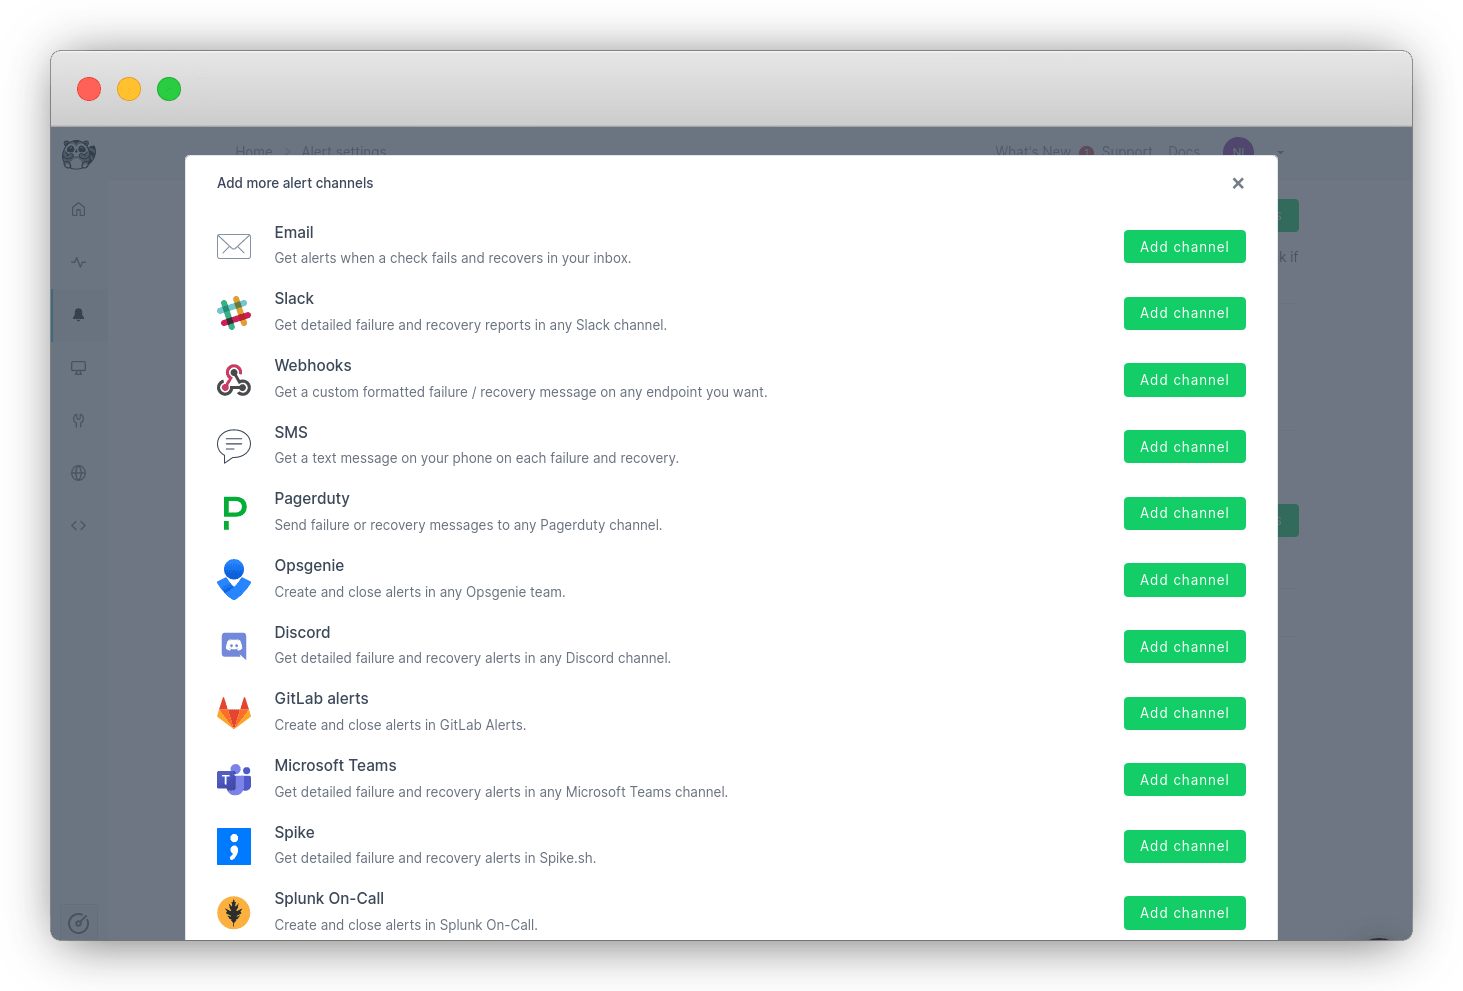 Home > Alert settings
What's New 1 Support Docs NI
Add more alert channels
Email
Get alerts when a check fails and recovers in your inbox.
Add channel
k if
Slack
Get detailed failure and recovery reports in any Slack channel.
Add channel
Webhooks
Get a custom formatted failure / recovery message on any endpoint you want.
Add channel
SMS
Get a text message on your phone on each failure and recovery.
Add channel
Pagerduty
Send failure or recovery messages to any Pagerduty channel.
Add channel
Opsgenie
Create and close alerts in any Opsgenie team.
Add channel
Discord
Get detailed failure and recovery alerts in any Discord channel.
Add channel
GitLab alerts
Create and close alerts in GitLab Alerts.
Add channel
Microsoft Teams
Get detailed failure and recovery alerts in any Microsoft Teams channel.
Add channel
Spike
Get detailed failure and recovery alerts in Spike.sh.
Add channel
Splunk On-Call
Create and close alerts in Splunk On-Call.
Add channel